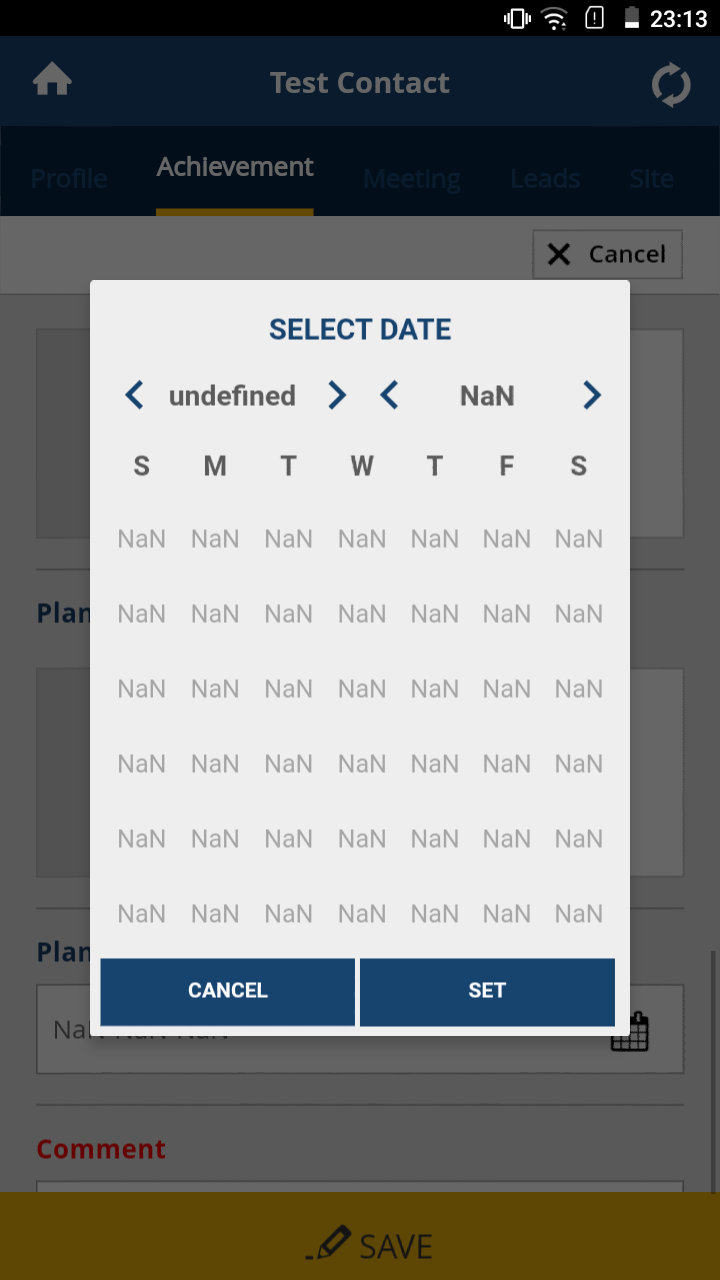 23:13
Test Contact
Profile Achievement Meeting Leads Site
Cancel
SELECT DATE
undefined NaN
S M T W T F S
NaN NaN NaN NaN NaN NaN NaN
NaN NaN NaN NaN NaN NaN NaN
Plan
NaN NaN NaN NaN NaN NaN NaN
NaN NaN NaN NaN NaN NaN NaN
NaN NaN NaN NaN NaN NaN NaN
NaN NaN NaN NaN NaN NaN NaN
Plan
CANCEL SET
Comment
SAVE